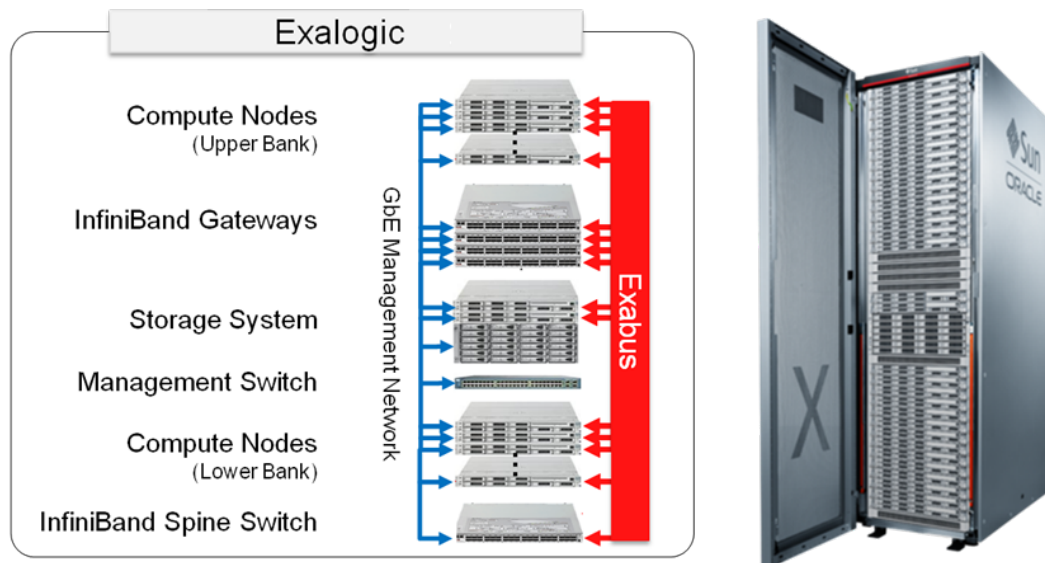 Exalogic
Compute Nodes
(Upper Bank)
InfiniBand Gateways
Storage System
Management Switch
Compute Nodes
(Lower Bank)
InfiniBand Spine Switch
GbE Management Network
Exabus
Sun
ORACLE
X